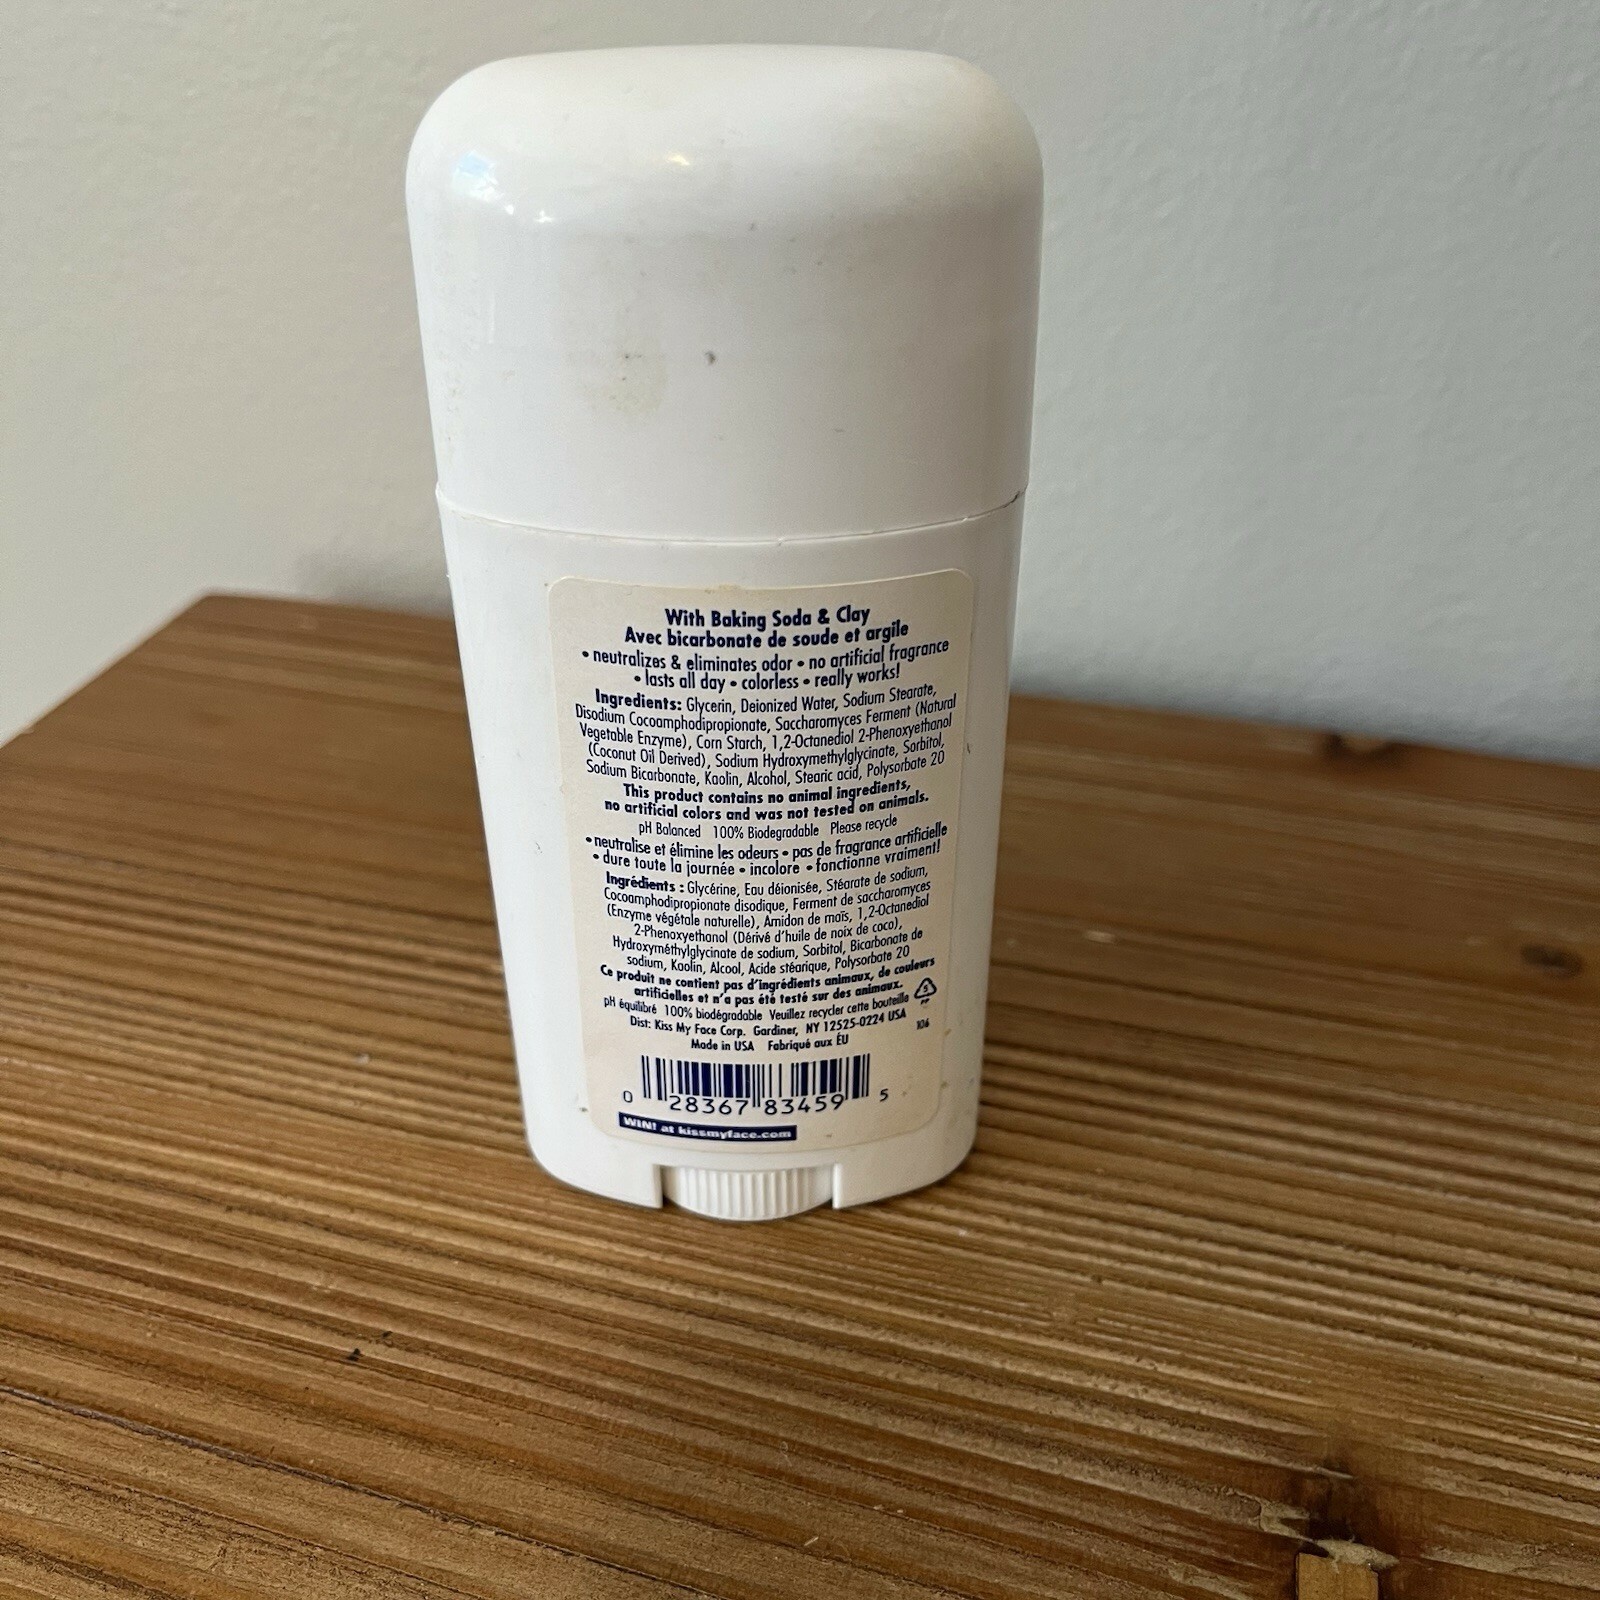 With Baking Soda & Clay
Avec bicarbonate de soude et argile
• neutralizes & eliminates odor • no artificial fragrance
• lasts all day • colorless • really works!
Ingredients: Glycerin, Deionized Water, Sodium Stearate,
Disodium Cocoamphodipropionate, Saccharomyces Ferment (Natural
Vegetable Enzyme), Corn Starch, 1,2-Octanediol 2-Phenoxyethanol
(Coconut Oil Derived), Sodium Hydroxymethylglycinate, Sorbitol,
Sodium Bicarbonate, Kaolin, Alcohol, Stearic acid, Polysorbate 20
This product contains no animal ingredients,
no artificial colors and was not tested on animals.
pH Balanced 100% Biodegradable Please recycle
• neutralise et élimine les odeurs • pas de fragrance artificielle
• dure toute la journée • incolore • fonctionne vraiment!
Ingrédients : Glycérine, Eau déionisée, Stéarate de sodium,
Cocoamphodipropionate disodique, Ferment de saccharomyces
(Enzyme végétale naturelle), Amidon de maïs, 1,2-Octanediol
2-Phenoxyethanol (Dérivé d'huile de noix de coco),
Hydroxyméthylglycinate de sodium, Sorbitol, Bicarbonate de
sodium, Kaolin, Alcool, Acide stéarique, Polysorbate 20
Ce produit ne contient pas d'ingrédients animaux, de couleurs
artificielles et n'a pas été testé sur des animaux.
pH équilibré 100% biodégradable Veuillez recycler cette bouteille
5
PP
Dist: Kiss My Face Corp. Gardiner, NY 12525-0224 USA
106
Made in USA Fabriqué aux ÉU
0 28367 83459 5
WIN! at kissmyface.com